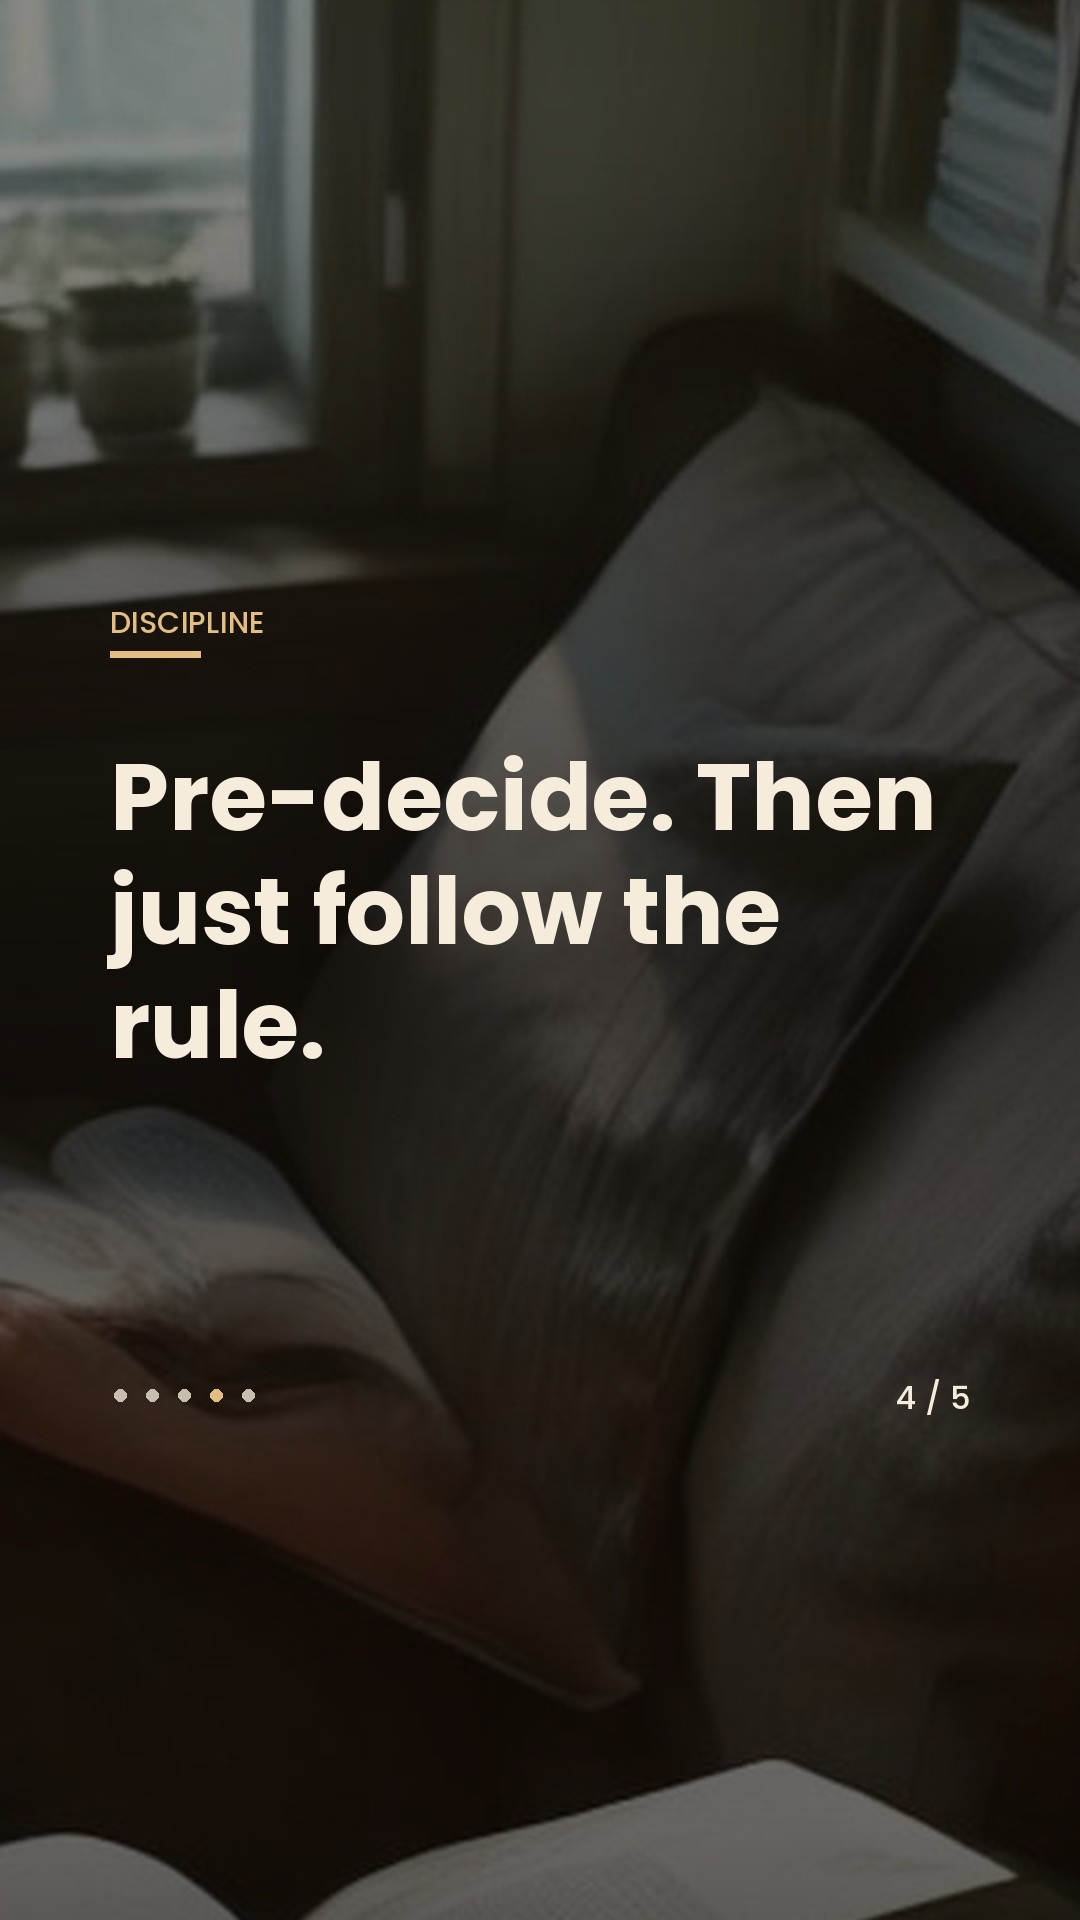 DISCIPLINE
Pre-decide. Then
just follow the
rule.
4 / 5